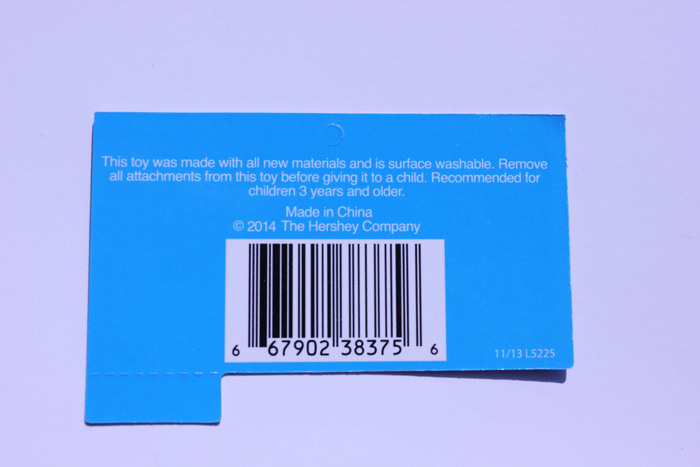 This toy was made with all new materials and is surface washable. Remove
all attachments from this toy before giving it to a child. Recommended for
children 3 years and older.
Made in China
© 2014 The Hershey Company
6 67902 38375 6
11/13 L5225